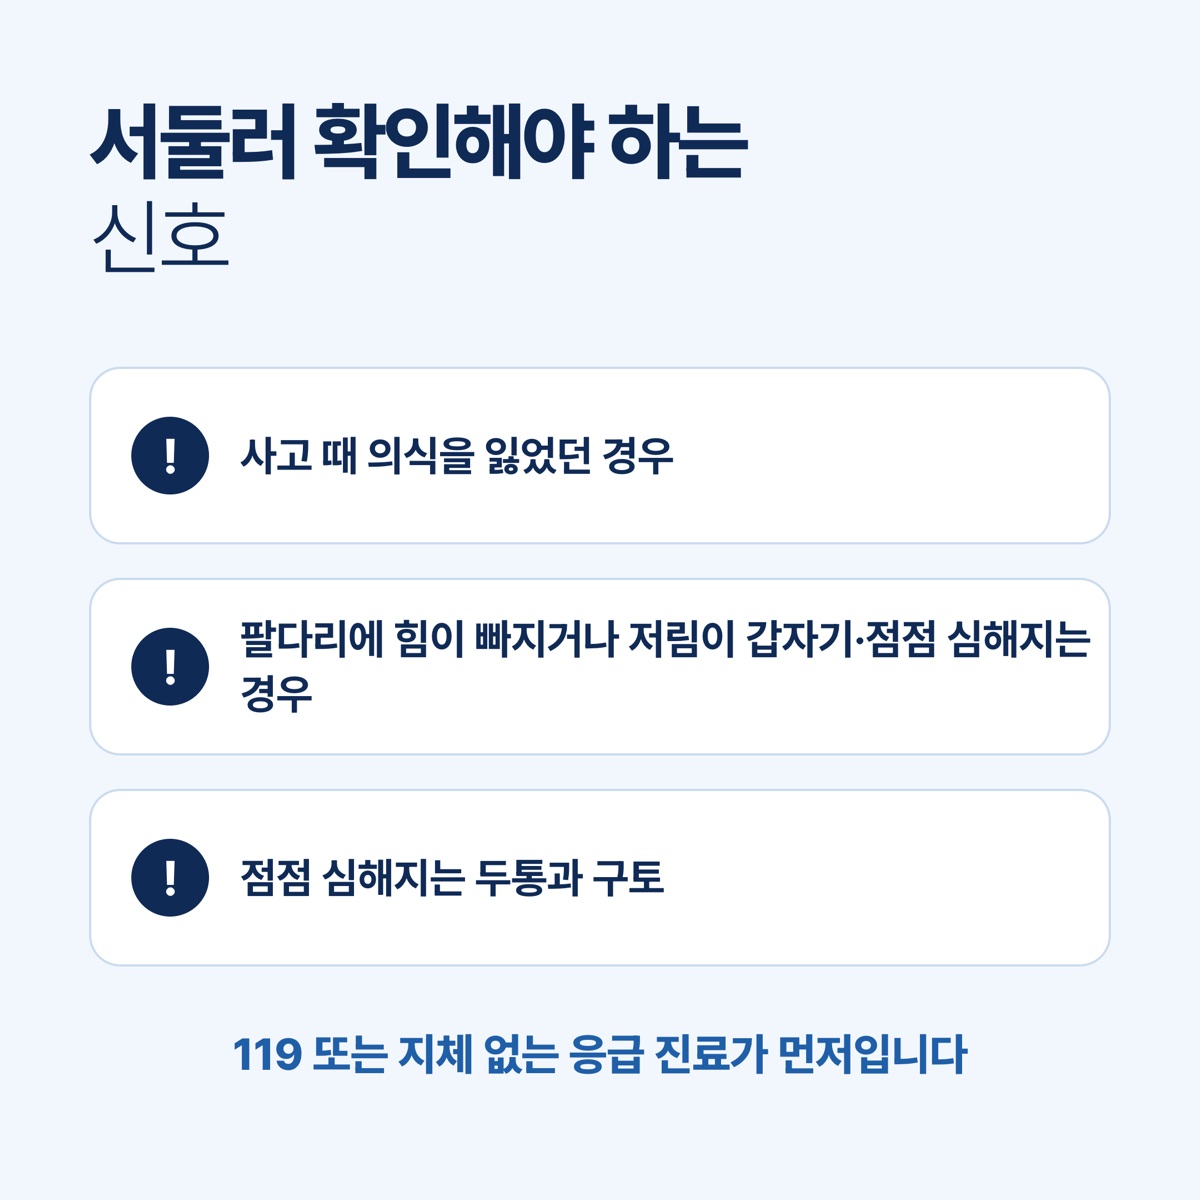 서둘러 확인해야 하는
신호
! 사고 때 의식을 잃었던 경우
! 팔다리에 힘이 빠지거나 저림이 갑자기·점점 심해지는
경우
! 점점 심해지는 두통과 구토
119 또는 지체 없는 응급 진료가 먼저입니다